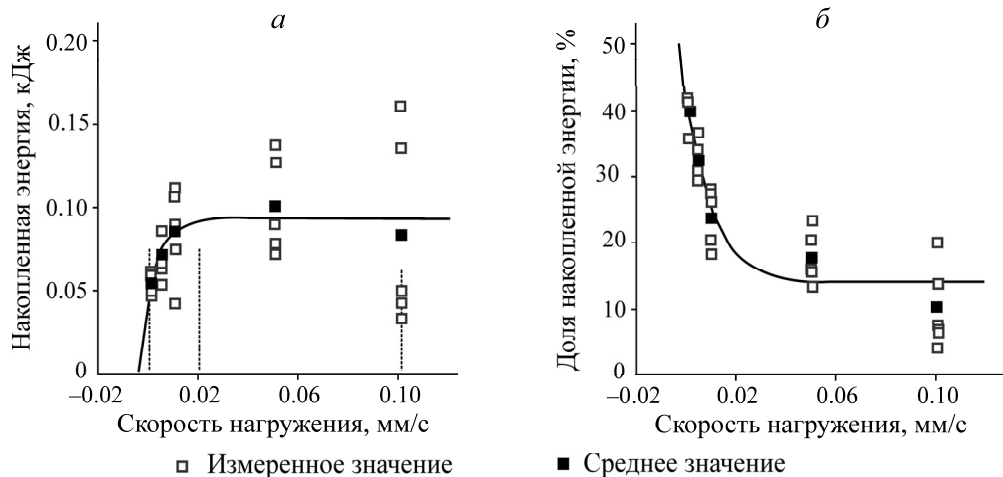 а
Накопленная энергия, кДж
0.20
0.15
0.10
0.05
0
–0.02 0.02 0.06 0.10
Скорость нагружения, мм/с
б
Доля накопленной энергии, %
50
40
30
20
10
0
–0.02 0.02 0.06 0.10
Скорость нагружения, мм/с
Измеренное значение
Среднее значение